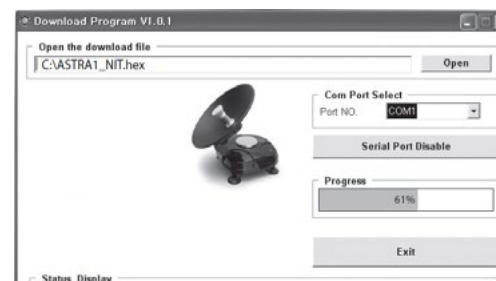 Download Program V1.0.1
Open the download file
C:\ASTRA1_NIT.hex
Open
Com Port Select
Port NO.
COM1
Serial Port Disable
Progress
61%
Exit
Status Display